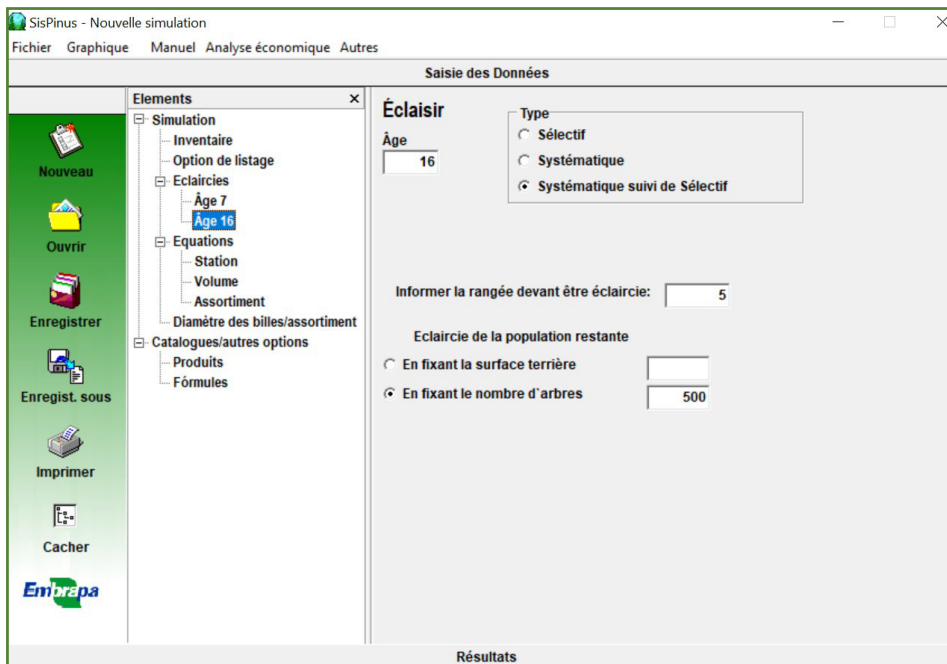 SisPinus - Nouvelle simulation
Fichier Graphique Manuel Analyse économique Autres
Saisie des Données
Nouveau
Ouvrir
Enregistrer
Enregist. sous
Imprimer
Cacher
Embrapa
Elements
Simulation
Inventaire
Option de listage
Eclaircies
Âge 7
Âge 16
Equations
Station
Volume
Assortiment
Diamètre des billes/assortiment
Catalogues/autres options
Produits
Fórmules
Éclaisir
Âge
16
Type
Sélectif
Systématique
Systématique suivi de Sélectif
Informer la rangée devant être éclaircie: 5
Eclaircie de la population restante
En fixant la surface terrière
En fixant le nombre d`arbres 500
Résultats